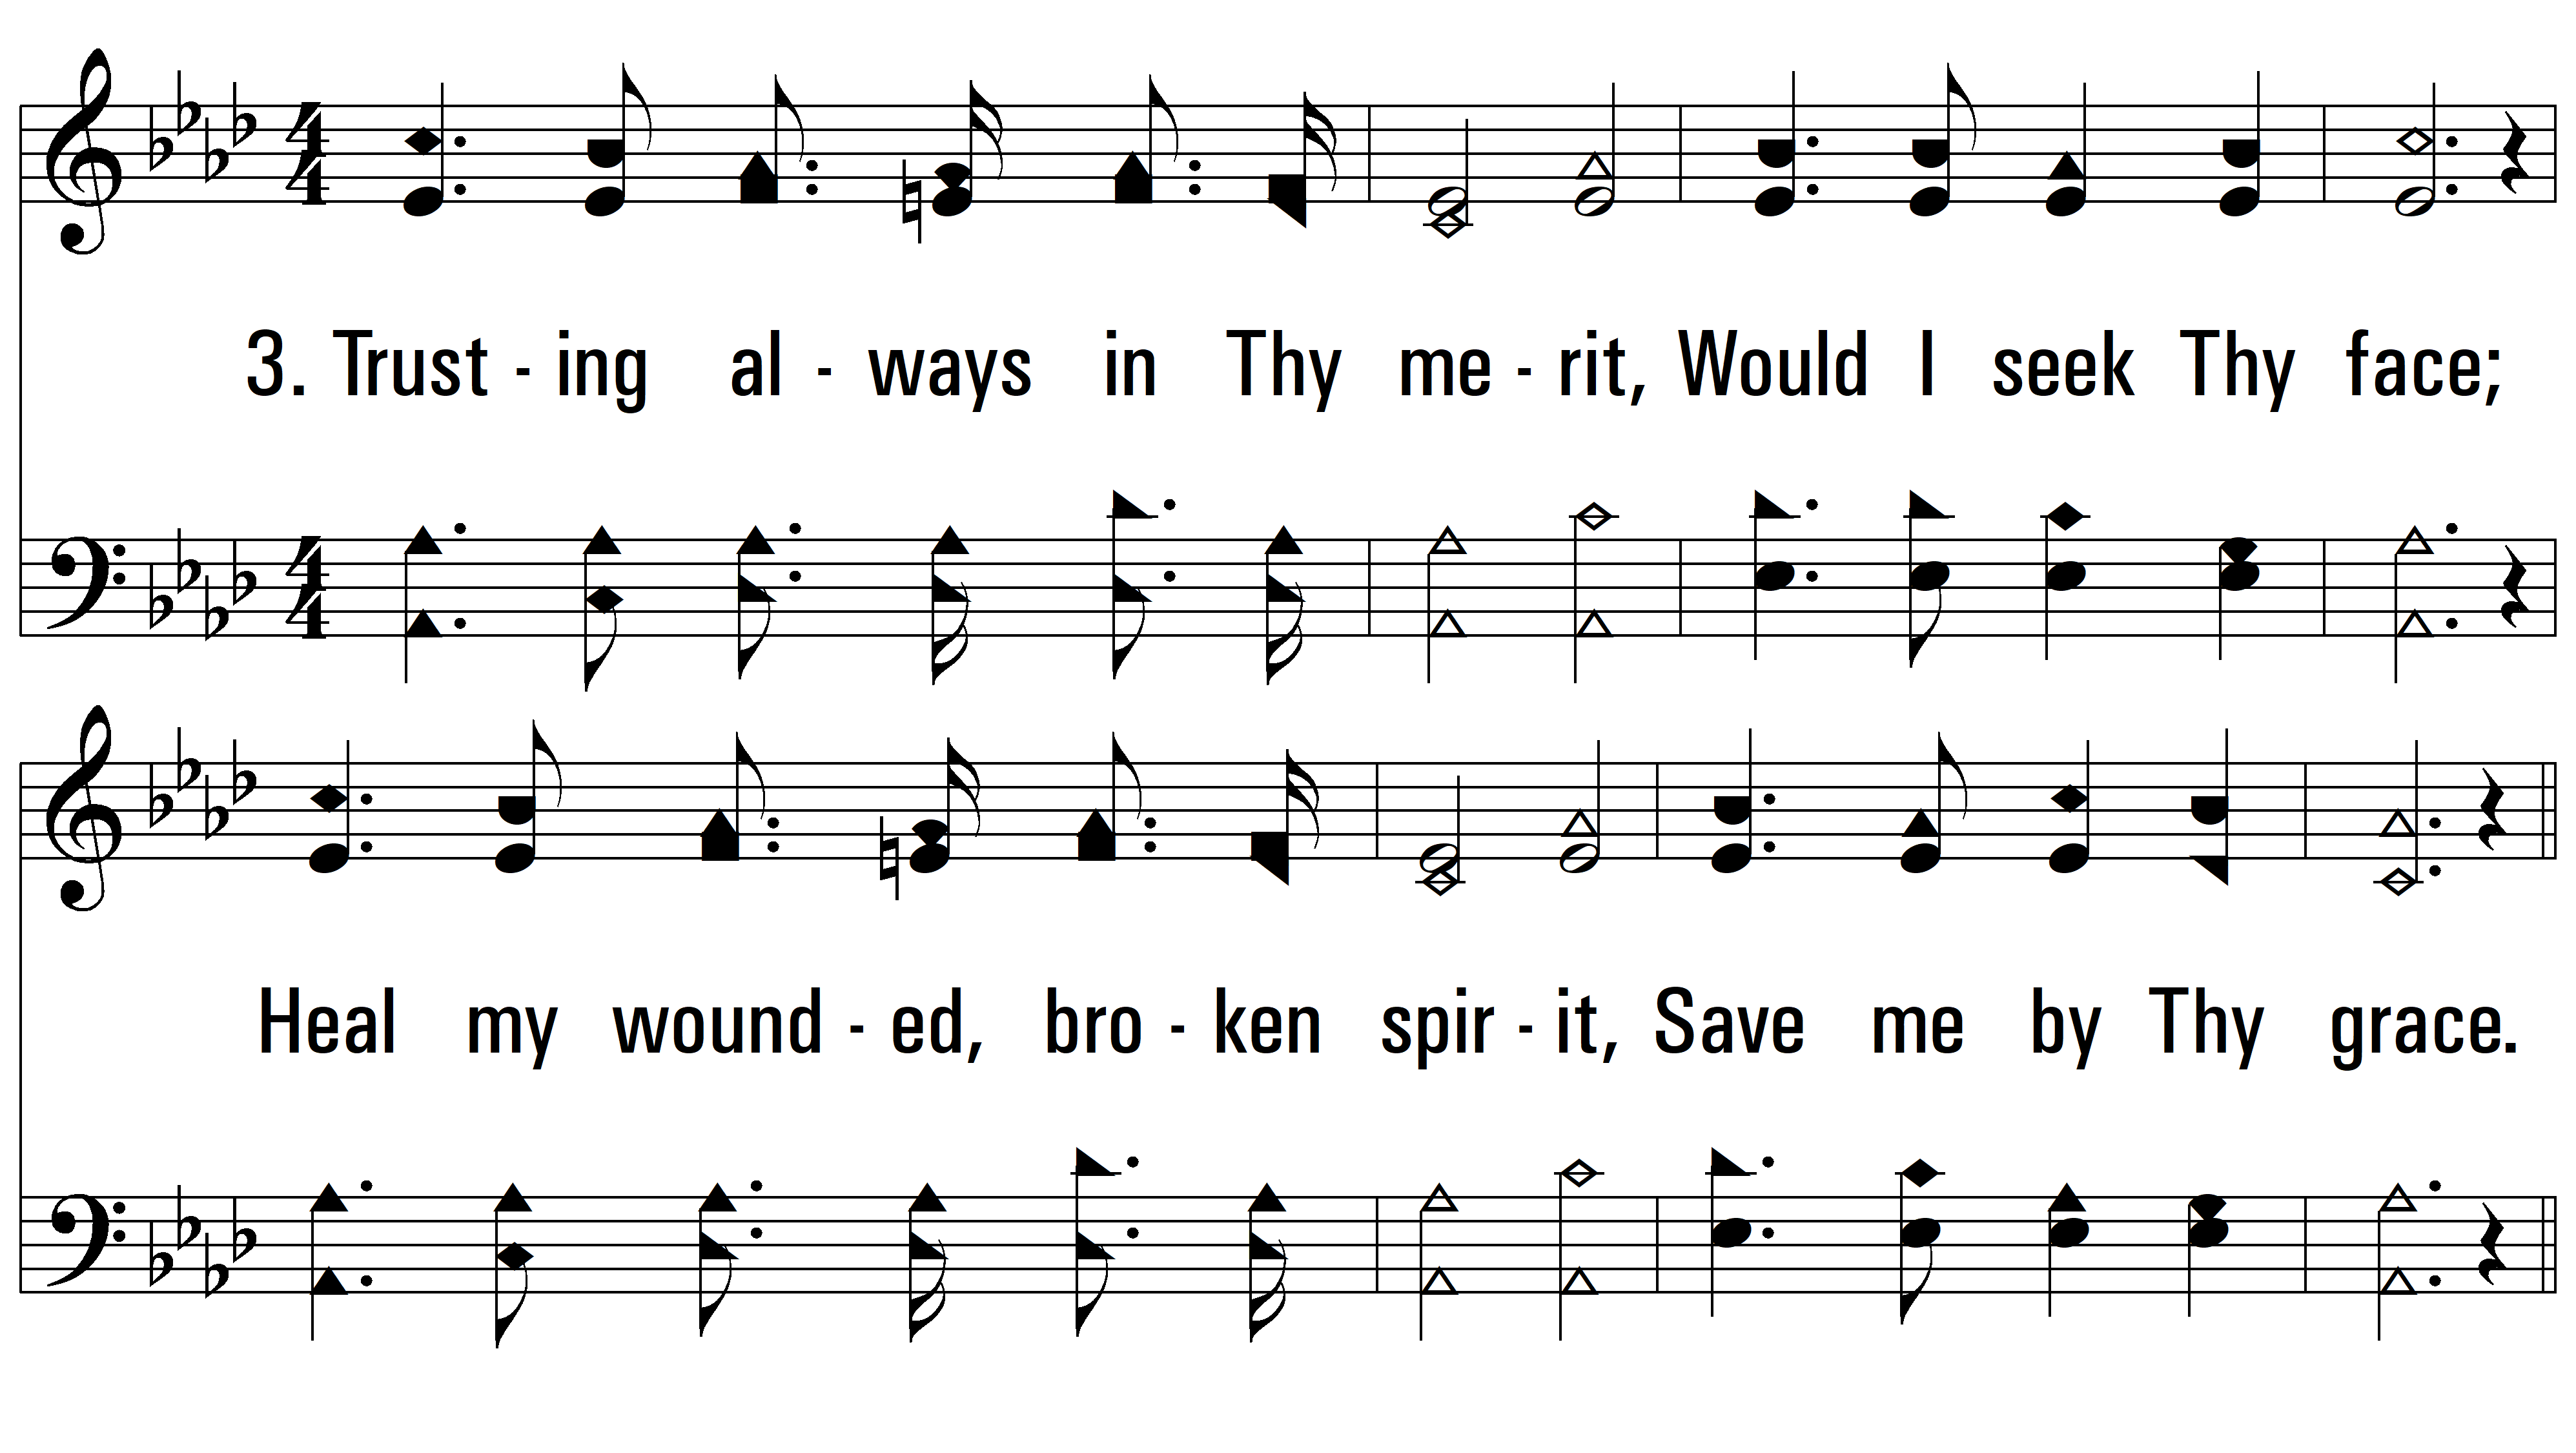 3. Trust - ing al - ways in Thy me - rit, Would I seek Thy face;
Heal my wound - ed, bro - ken spir - it, Save me by Thy grace.